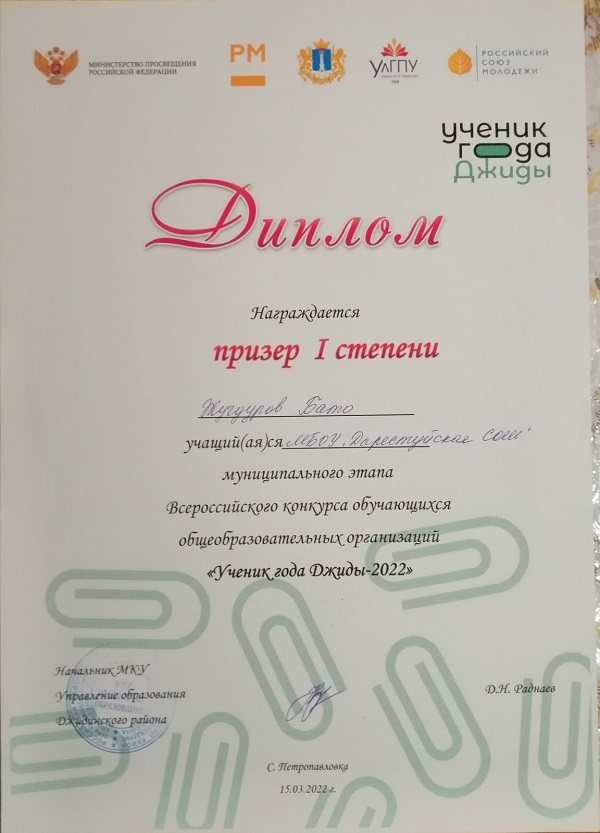 МИНИСТЕРСТВО ПРОСВЕЩЕНИЯ
РОССИЙСКОЙ ФЕДЕРАЦИИ
РМ
УлГПУ
РОССИЙСКИЙ
СОЮЗ
МОЛОДЕЖИ
ученик
года
Джиды
Диплом
Награждается
призер I степени
Жугдуров Бато
учащий(ая)ся МБОУ "Дырестуйская СОШ"
муниципального этапа
Всероссийского конкурса обучающихся
общеобразовательных организаций
«Ученик года Джиды-2022»
Начальник МКУ
Управление образования
Джидинского района
Д.Н. Раднаев
С. Петропавловка
15.03.2022 г.